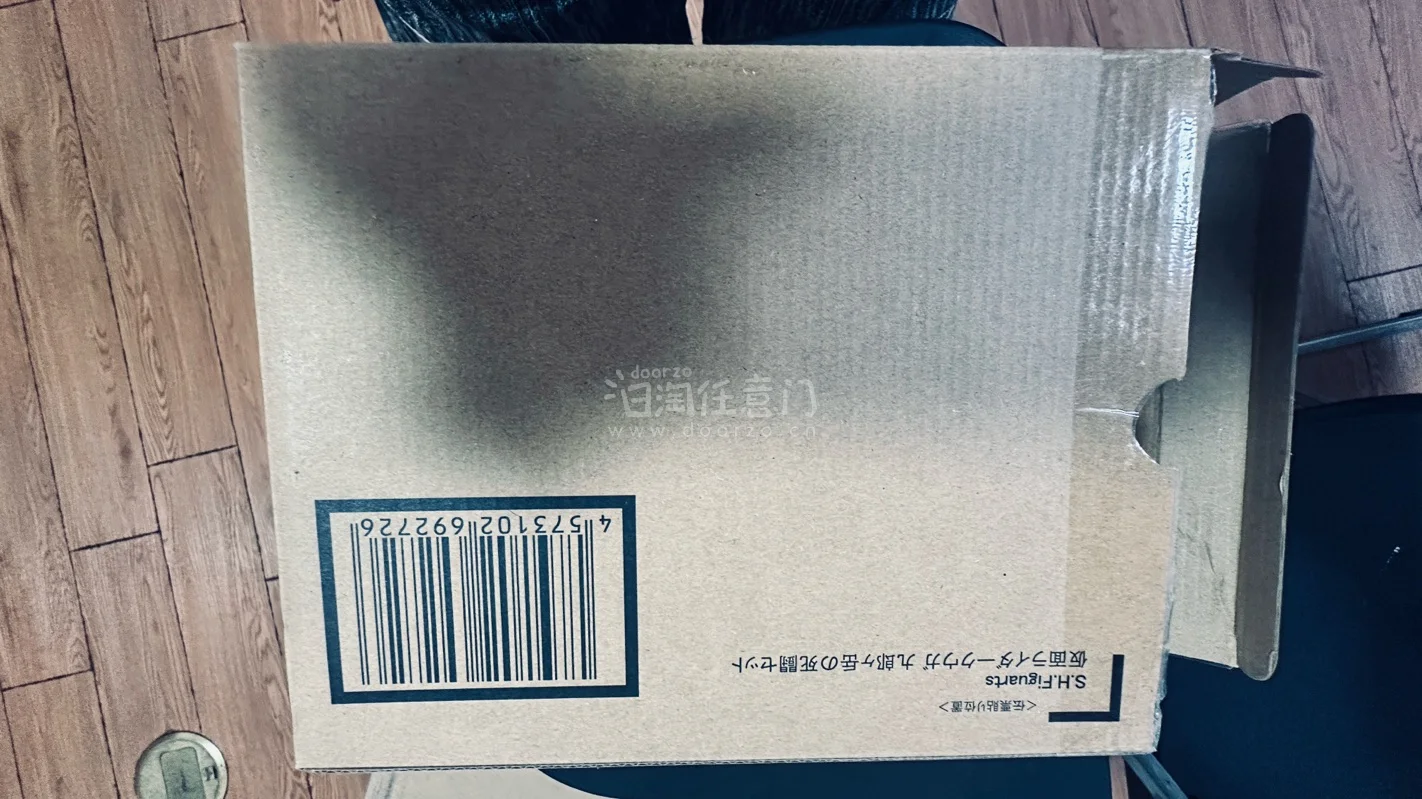 <伝票貼り位置>
S.H.Figuarts
仮面ライダークウガ 九郎ヶ岳の死闘セット
4 573102 692726
doorzo
汩淘任意门
www.doorzo.cn